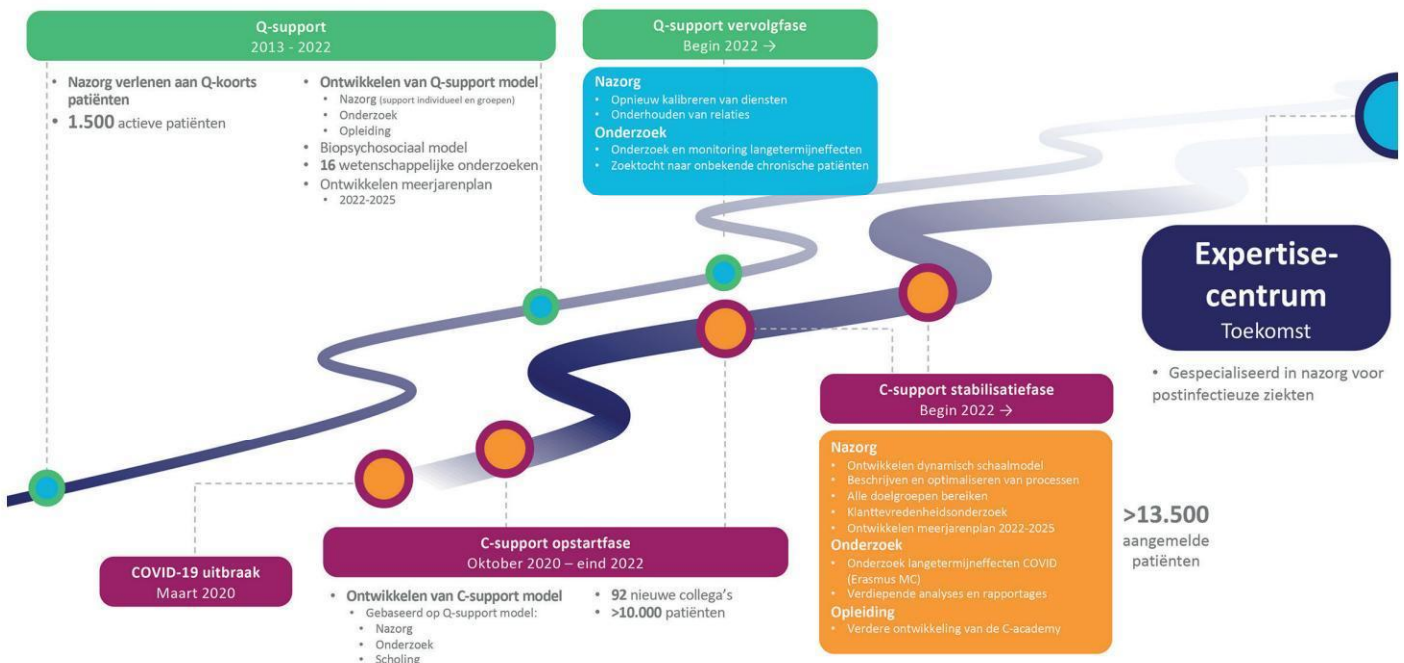 Q-support
2013 - 2022
• Nazorg verlenen aan Q-koorts
patiënten
• 1.500 actieve patiënten
• Ontwikkelen van Q-support model
• Nazorg (support individueel en groepen)
• Onderzoek
• Opleiding
• Biopsychosociaal model
• 16 wetenschappelijke onderzoeken
• Ontwikkelen meerjarenplan
• 2022-2025
Q-support vervolgfase
Begin 2022 →
Nazorg
• Opnieuw kalibreren van diensten
• Onderhouden van relaties
Onderzoek
• Onderzoek en monitoring langetermijneffecten
• Zoektocht naar onbekende chronische patiënten
Expertise-
centrum
Toekomst
• Gespecialiseerd in nazorg voor
postinfectieuze ziekten
COVID-19 uitbraak
Maart 2020
C-support opstartfase
Oktober 2020 – eind 2022
• Ontwikkelen van C-support model
• Gebaseerd op Q-support model:
• Nazorg
• Onderzoek
• Scholing
• 92 nieuwe collega's
• >10.000 patiënten
C-support stabilisatiefase
Begin 2022 →
Nazorg
• Ontwikkelen dynamisch schaalmodel
• Beschrijven en optimaliseren van processen
• Alle doelgroepen bereiken
• Klanttevredenheidsonderzoek
• Ontwikkelen meerjarenplan 2022-2025
Onderzoek
• Onderzoek langetermijneffecten COVID
(Erasmus MC)
• Verdiepende analyses en rapportages
Opleiding
• Verdere ontwikkeling van de C-academy
>13.500
aangemelde
patiënten